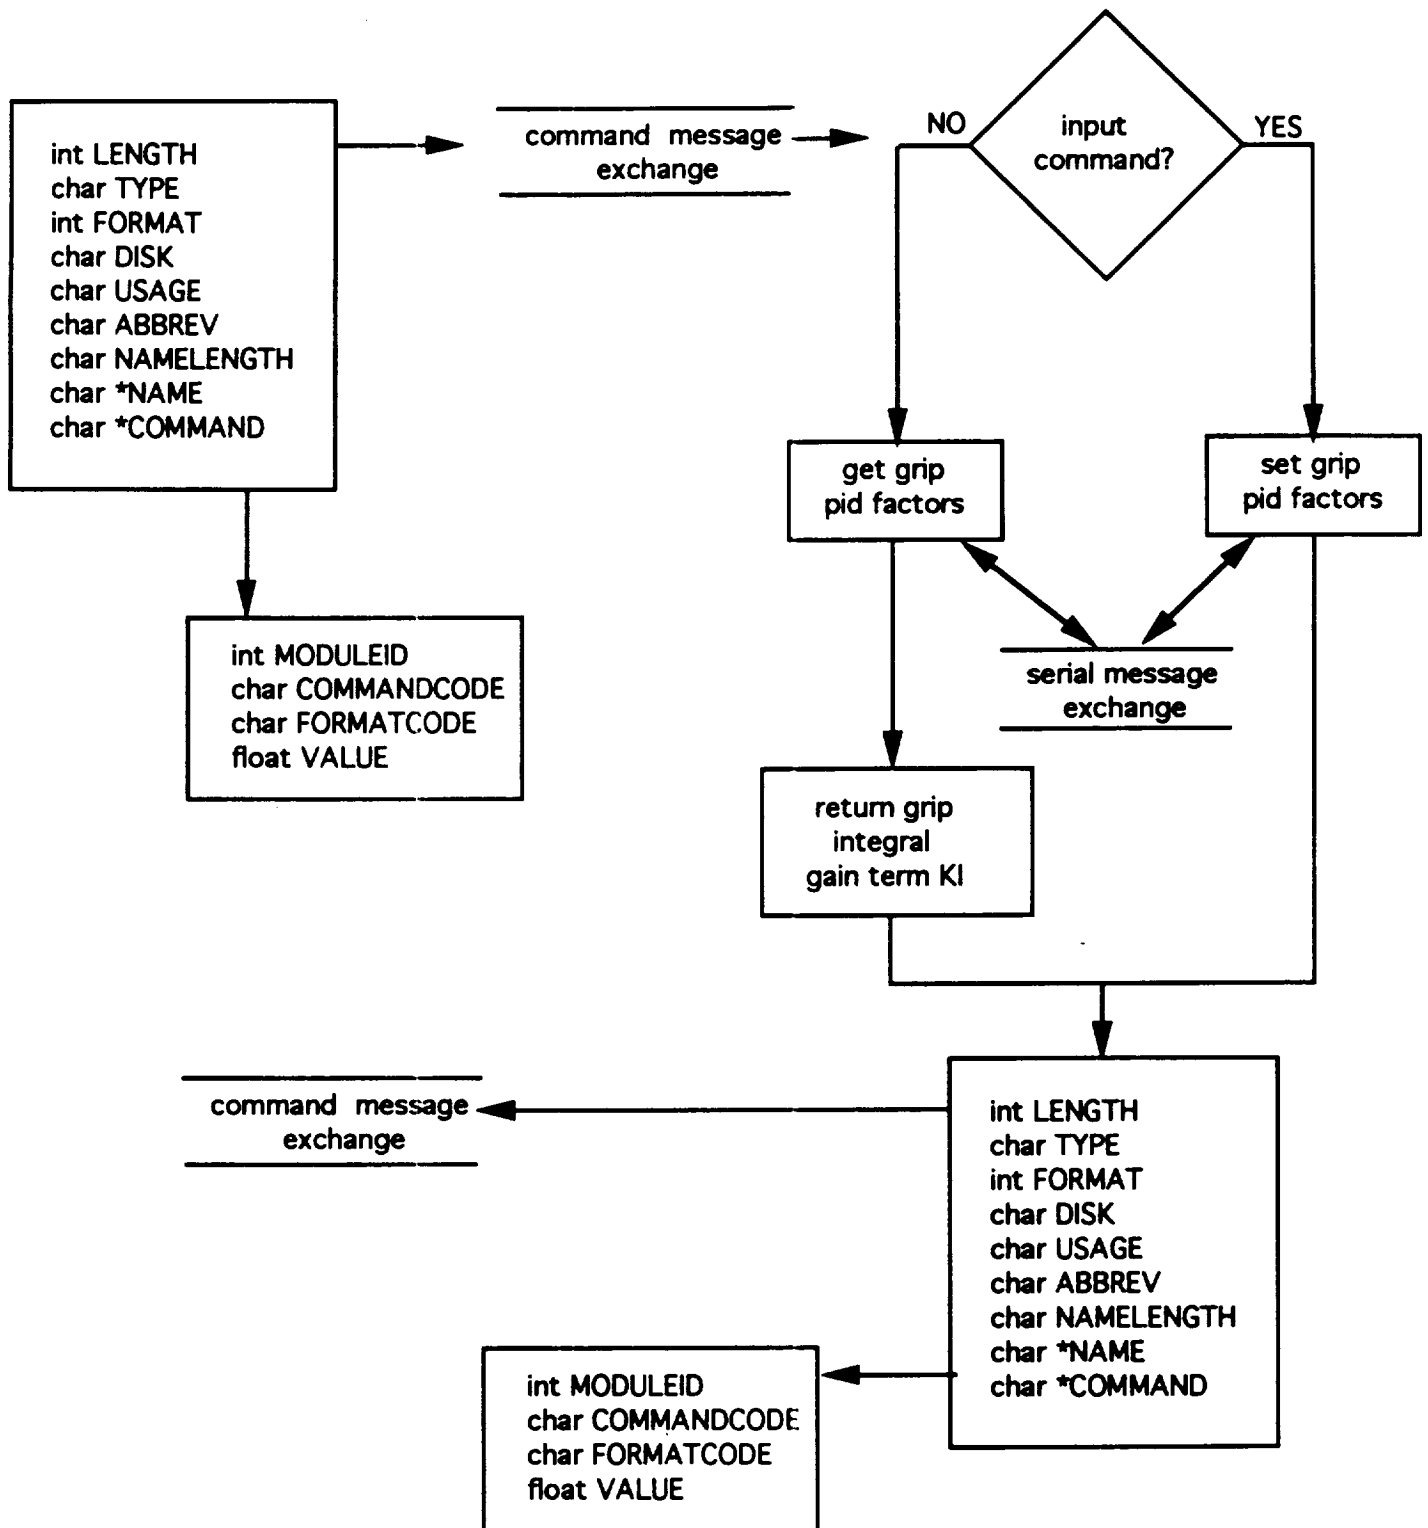 int LENGTH
char TYPE
int FORMAT
char DISK
char USAGE
char ABBREV
char NAMELENGTH
char *NAME
char *COMMAND
command message
exchange
NO
input
command?
YES
get grip
pid factors
set grip
pid factors
int MODULEID
char COMMANDCODE
char FORMATCODE
float VALUE
serial message
exchange
return grip
integral
gain term KI
command message
exchange
int LENGTH
char TYPE
int FORMAT
char DISK
char USAGE
char ABBREV
char NAMELENGTH
char *NAME
char *COMMAND
int MODULEID
char COMMANDCODE
char FORMATCODE
float VALUE